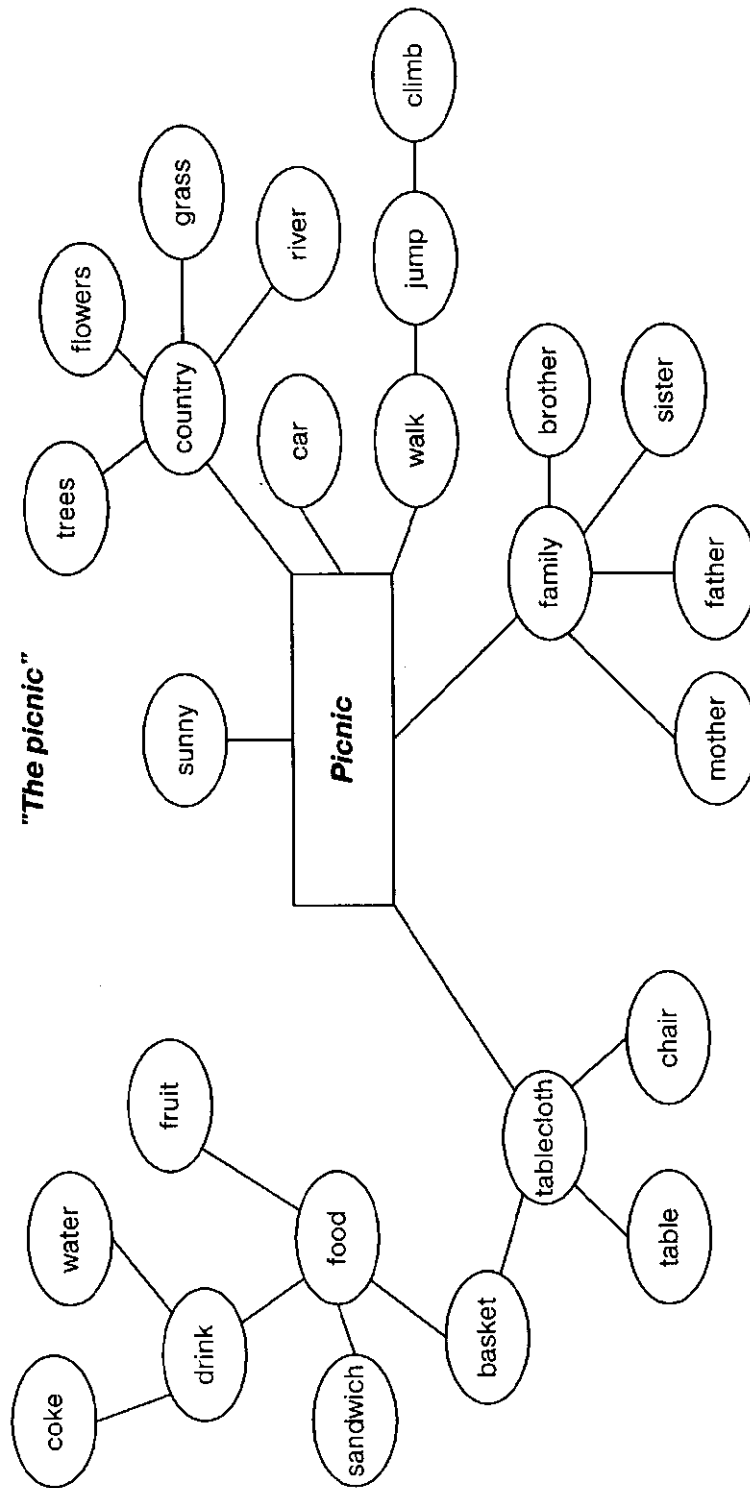 "The picnic"
coke
water
fruit
drink
food
sandwich
basket
tablecloth
table
chair
sunny
Picnic
trees
flowers
grass
country
river
car
walk
jump
climb
family
brother
sister
father
mother